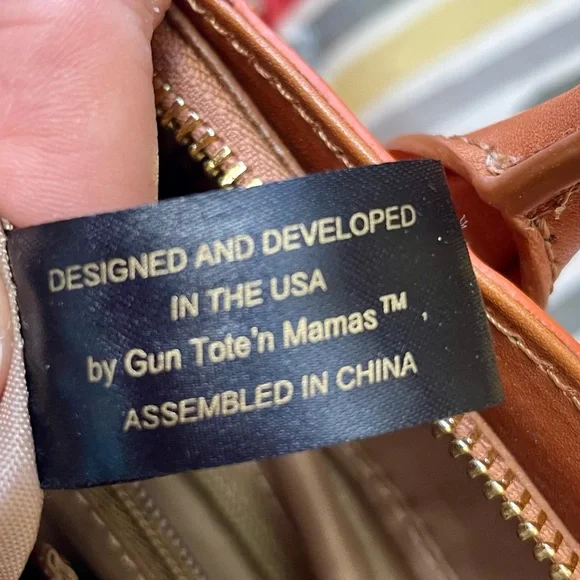 DESIGNED AND DEVELOPED
IN THE USA
by Gun Tote'n Mamas™,
ASSEMBLED IN CHINA